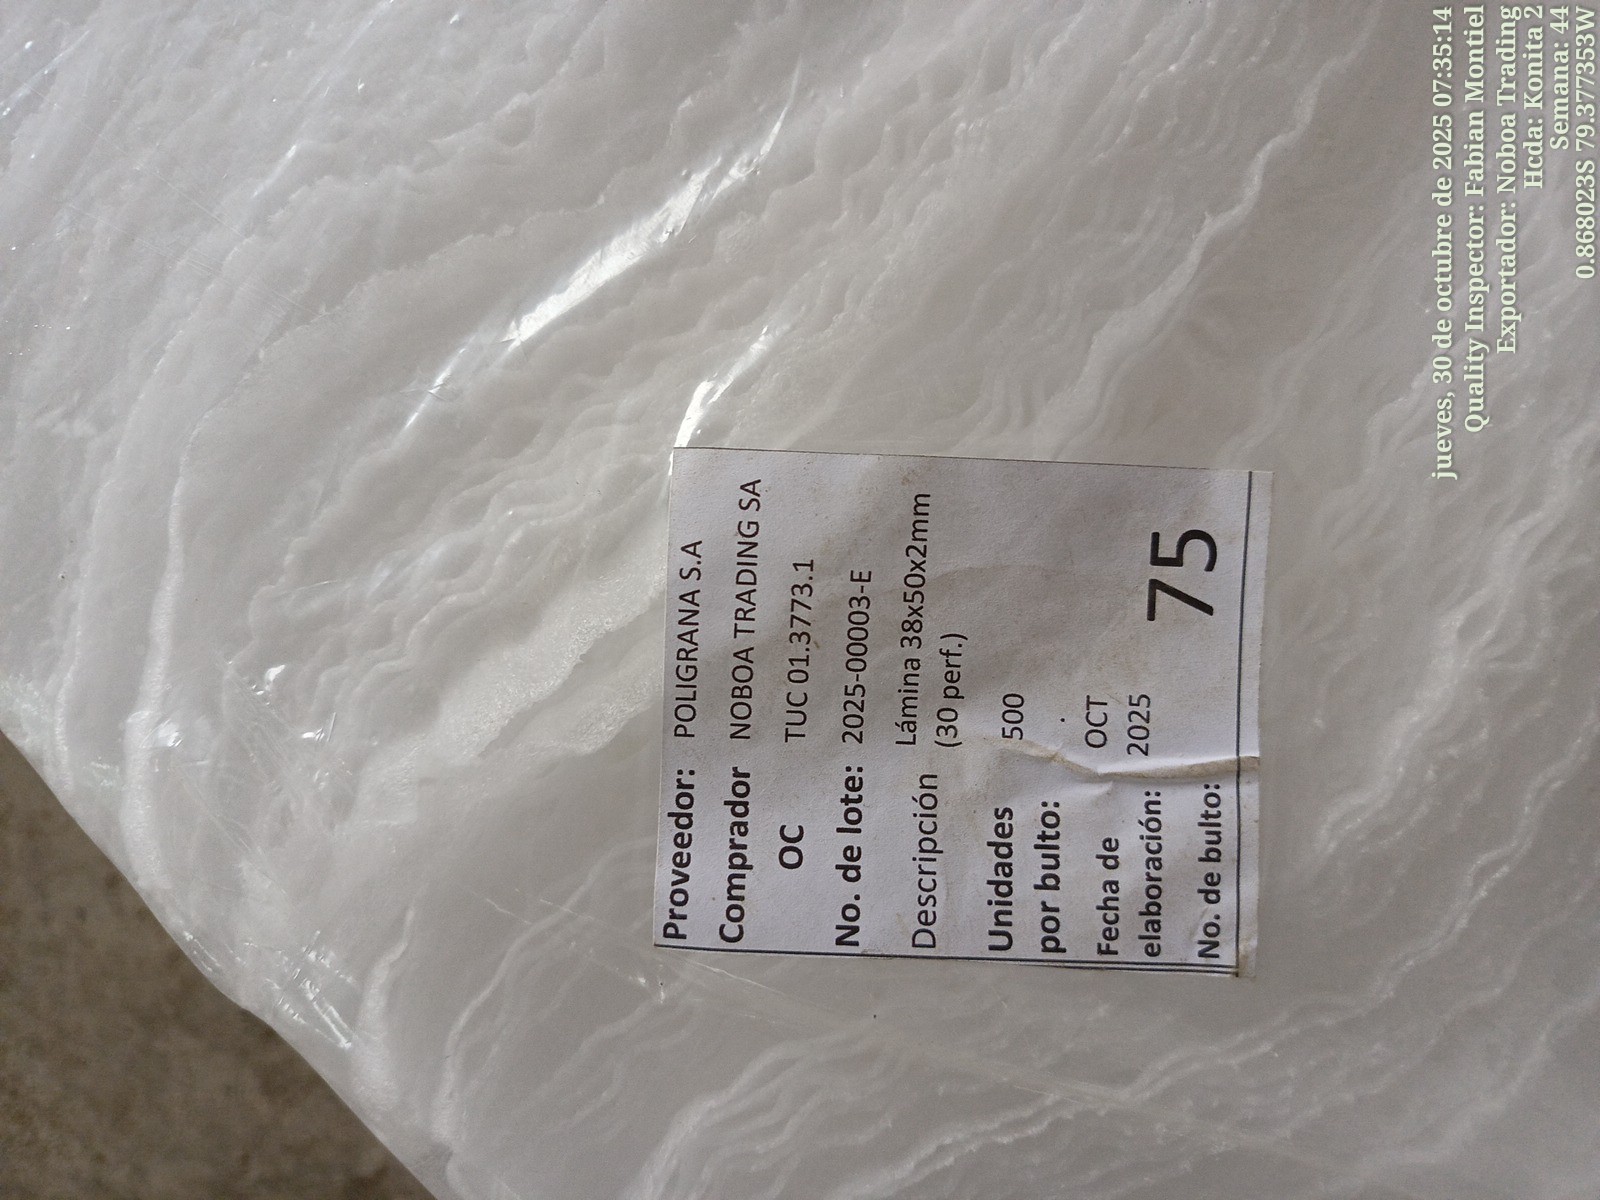 Proveedor: POLIGRANA S.A
Comprador NOBOA TRADING SA
OC TUC 01.3773.1
No. de lote: 2025-00003-E
Descripción Lámina 38x50x2mm
(30 perf.)
Unidades 500
por bulto: .
Fecha de OCT
elaboración: 2025
No. de bulto: 75
jueves, 30 de octubre de 2025 07:35:14
Quality Inspector: Fabian Montiel
Exportador: Noboa Trading
Hcda: Konita 2
Semana: 44
0.868023S 79.377353W